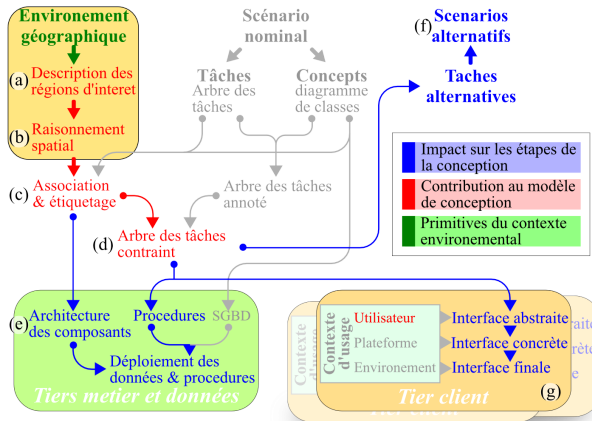 Environement
géographique
(a) Description des
régions d'interet
(b) Raisonnement
spatial
(c) Association
& étiquetage
Scénario
nominal
Tâches
Arbre des
tâches
Concepts
diagramme
de classes
Arbre des tâches
annoté
(d) Arbre des tâches
contraint
(f) Scenarios
alternatifs
Taches
alternatives
Impact sur les étapes de
la conception
Contribution au modèle
de conception
Primitives du contexte
environemental
(e) Architecture
des composants
Procedures
SGBD
Déploiement des
données & procedures
Tiers metier et données
Contexte
d'usage
Utilisateur
Plateforme
Environement
Interface abstraite
Interface concrète
Interface finale
(g)
Tier client